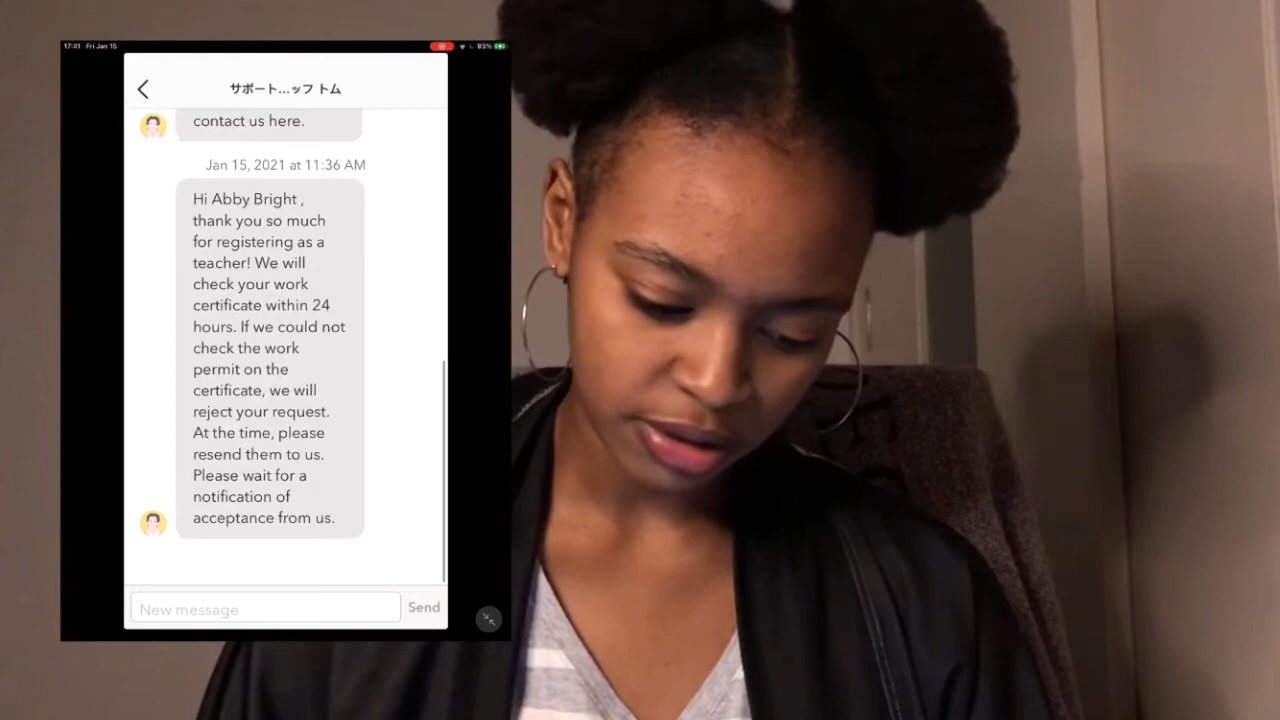 17:41 Fri Jan 15
93%
サポート...ッフ トム
contact us here.
Jan 15, 2021 at 11:36 AM
Hi Abby Bright ,
thank you so much
for registering as a
teacher! We will
check your work
certificate within 24
hours. If we could not
check the work
permit on the
certificate, we will
reject your request.
At the time, please
resend them to us.
Please wait for a
notification of
acceptance from us.
New message
Send